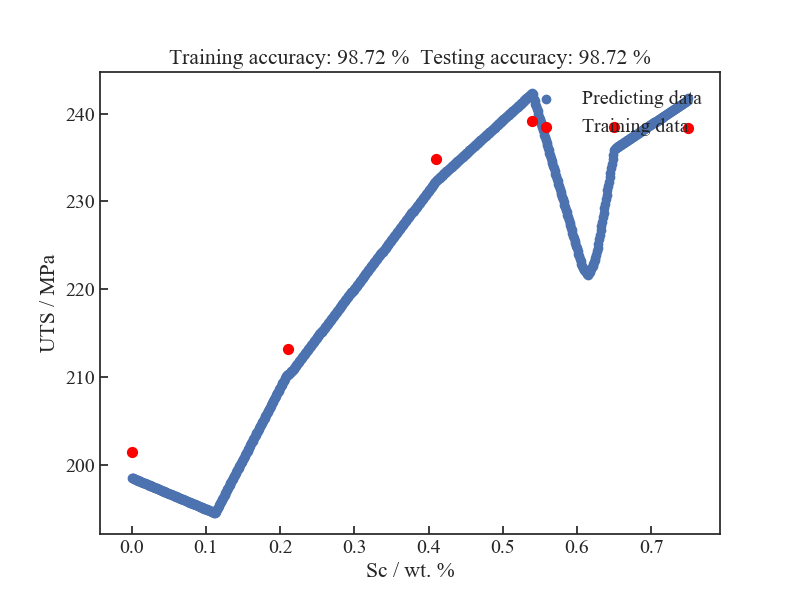 Training accuracy: 98.72 %  Testing accuracy: 98.72 %
Predicting data
Training data
UTS / MPa
240
230
220
210
200
0.0 0.1 0.2 0.3 0.4 0.5 0.6 0.7
Sc / wt. %